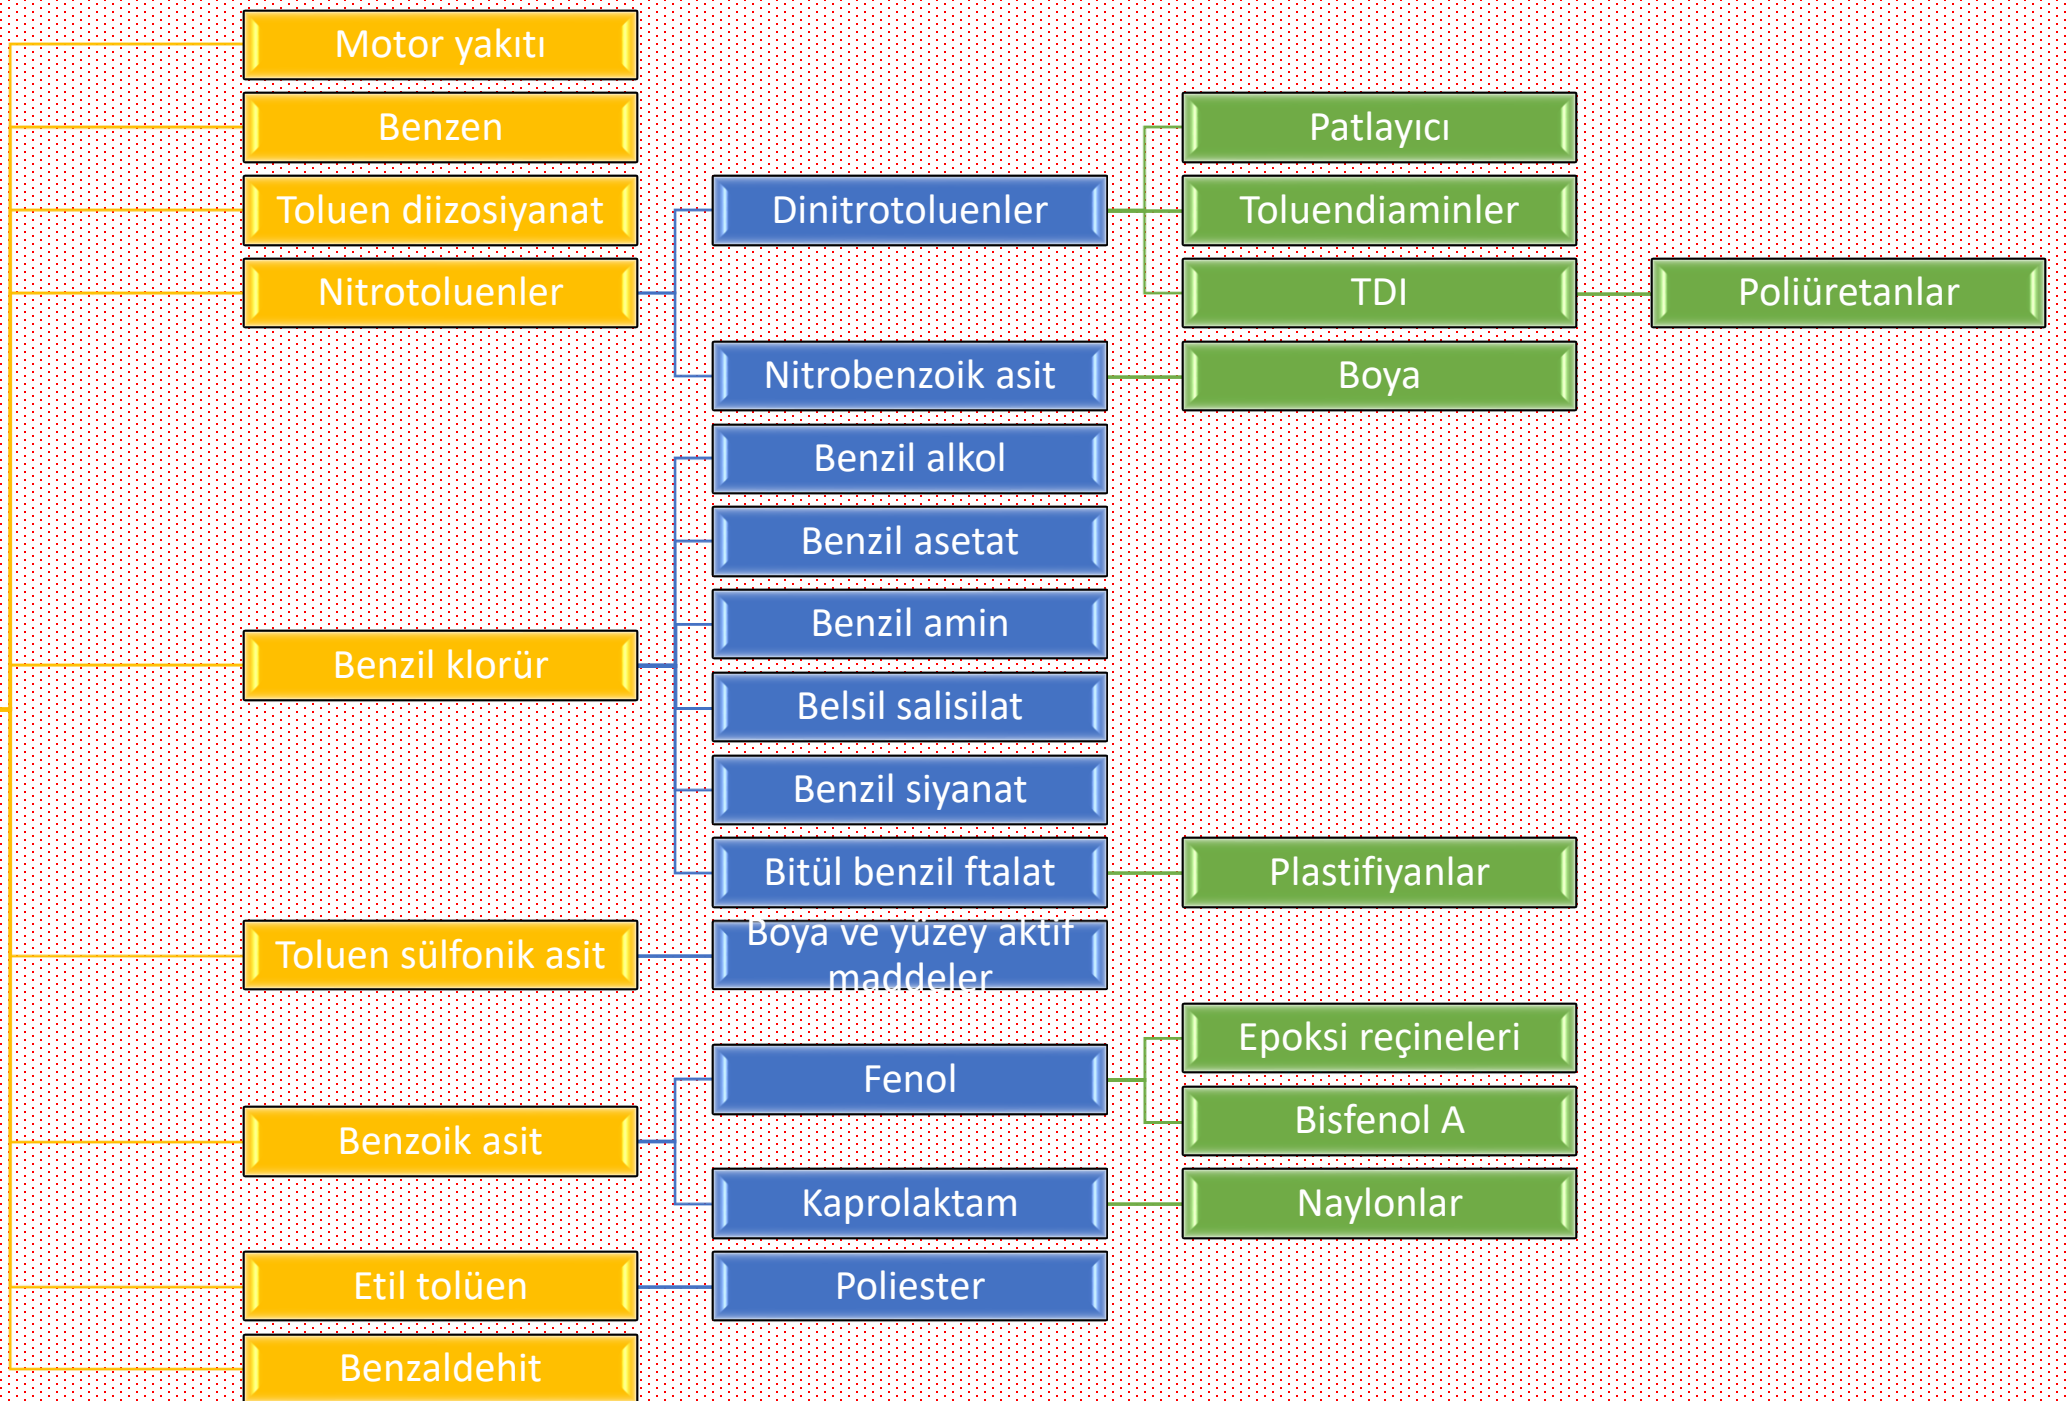 Motor yakıtı
Benzen
Patlayıcı
Toluen diizosiyanat
Dinitrotoluenler
Toluendiaminler
Nitrotoluenler
TDI
Poliüretanlar
Nitrobenzoik asit
Boya
Benzil alkol
Benzil asetat
Benzil amin
Benzil klorür
Belsil salisilat
Benzil siyanat
Bitül benzil ftalat
Plastifiyanlar
Toluen sülfonik asit
Boya ve yüzey aktif
maddeler
Epoksi reçineleri
Fenol
Bisfenol A
Benzoik asit
Kaprolaktam
Naylonlar
Etil tolüen
Poliester
Benzaldehit